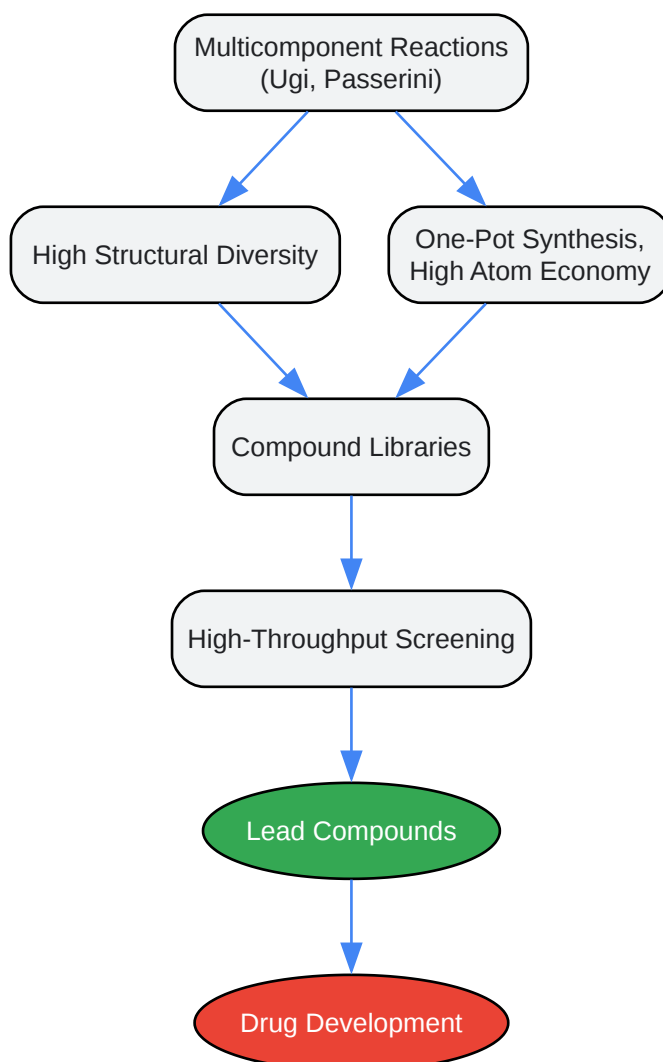 Multicomponent Reactions
(Ugi, Passerini)
High Structural Diversity
One-Pot Synthesis,
High Atom Economy
Compound Libraries
High-Throughput Screening
Lead Compounds
Drug Development